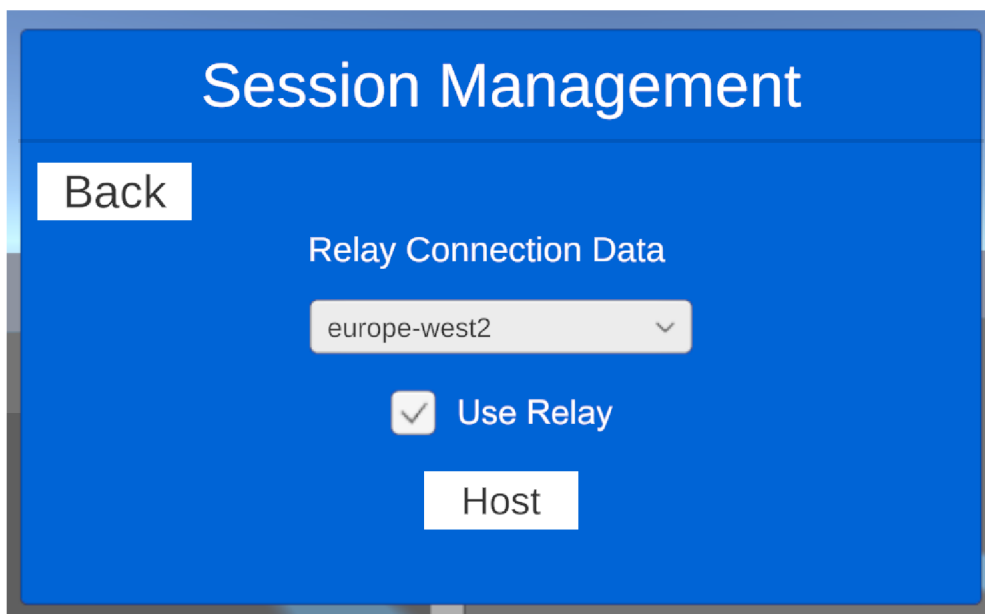 Session Management
Back
Relay Connection Data
europe-west2
Use Relay
Host